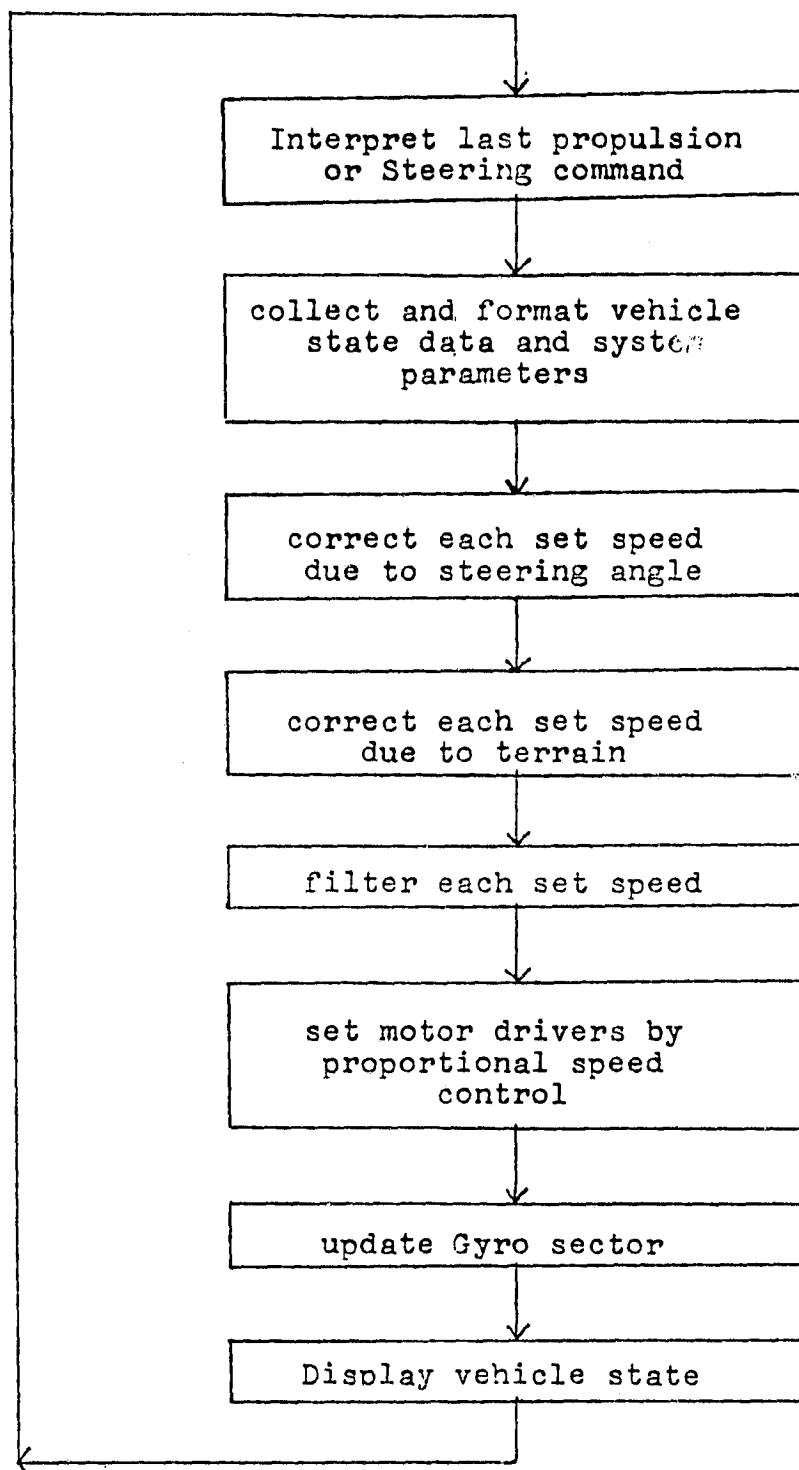 Interpret last propulsion
or Steering command
collect and format vehicle
state data and system
parameters
correct each set speed
due to steering angle
correct each set speed
due to terrain
filter each set speed
set motor drivers by
proportional speed
control
update Gyro sector
Display vehicle state